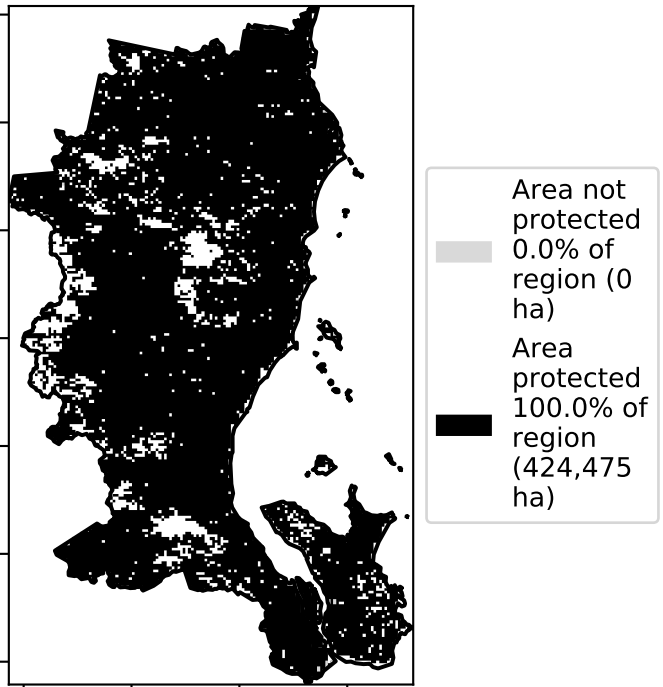 Area not
protected
0.0% of
region (0
ha)
Area
protected
100.0% of
region
(424,475
ha)